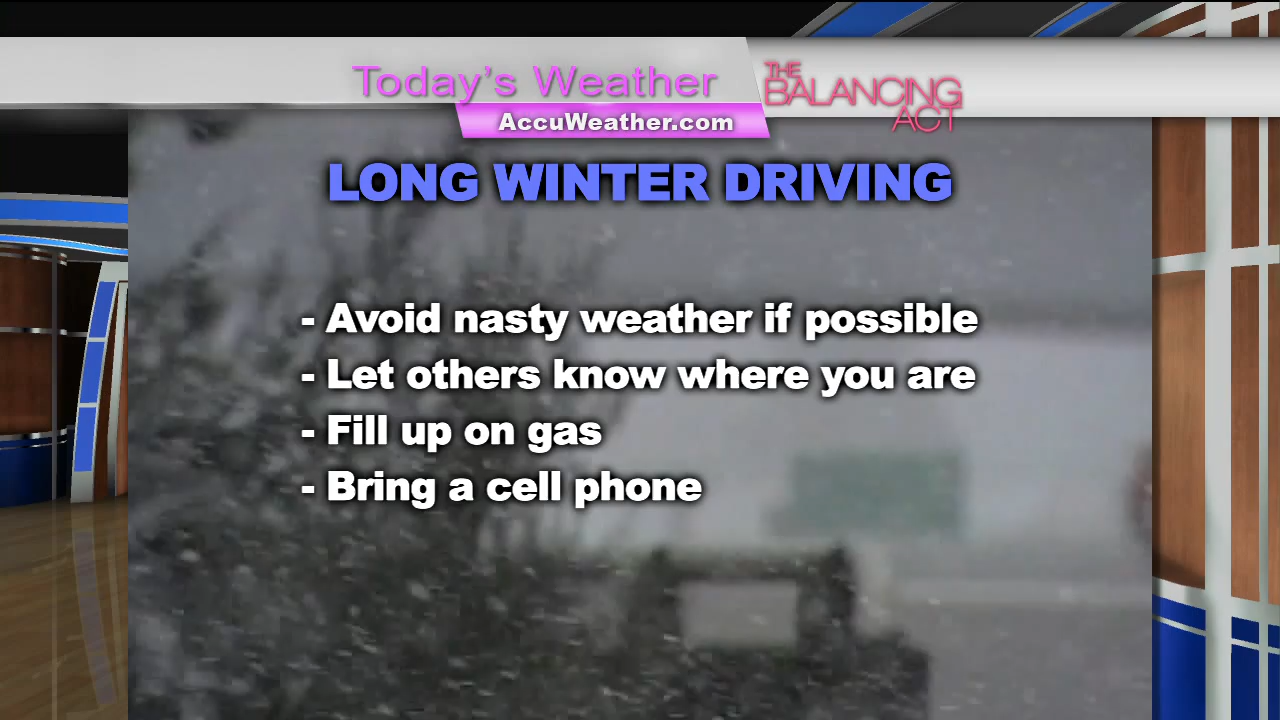 Today's Weather
THE
BALANCING
ACT
AccuWeather.com
LONG WINTER DRIVING
- Avoid nasty weather if possible
- Let others know where you are
- Fill up on gas
- Bring a cell phone